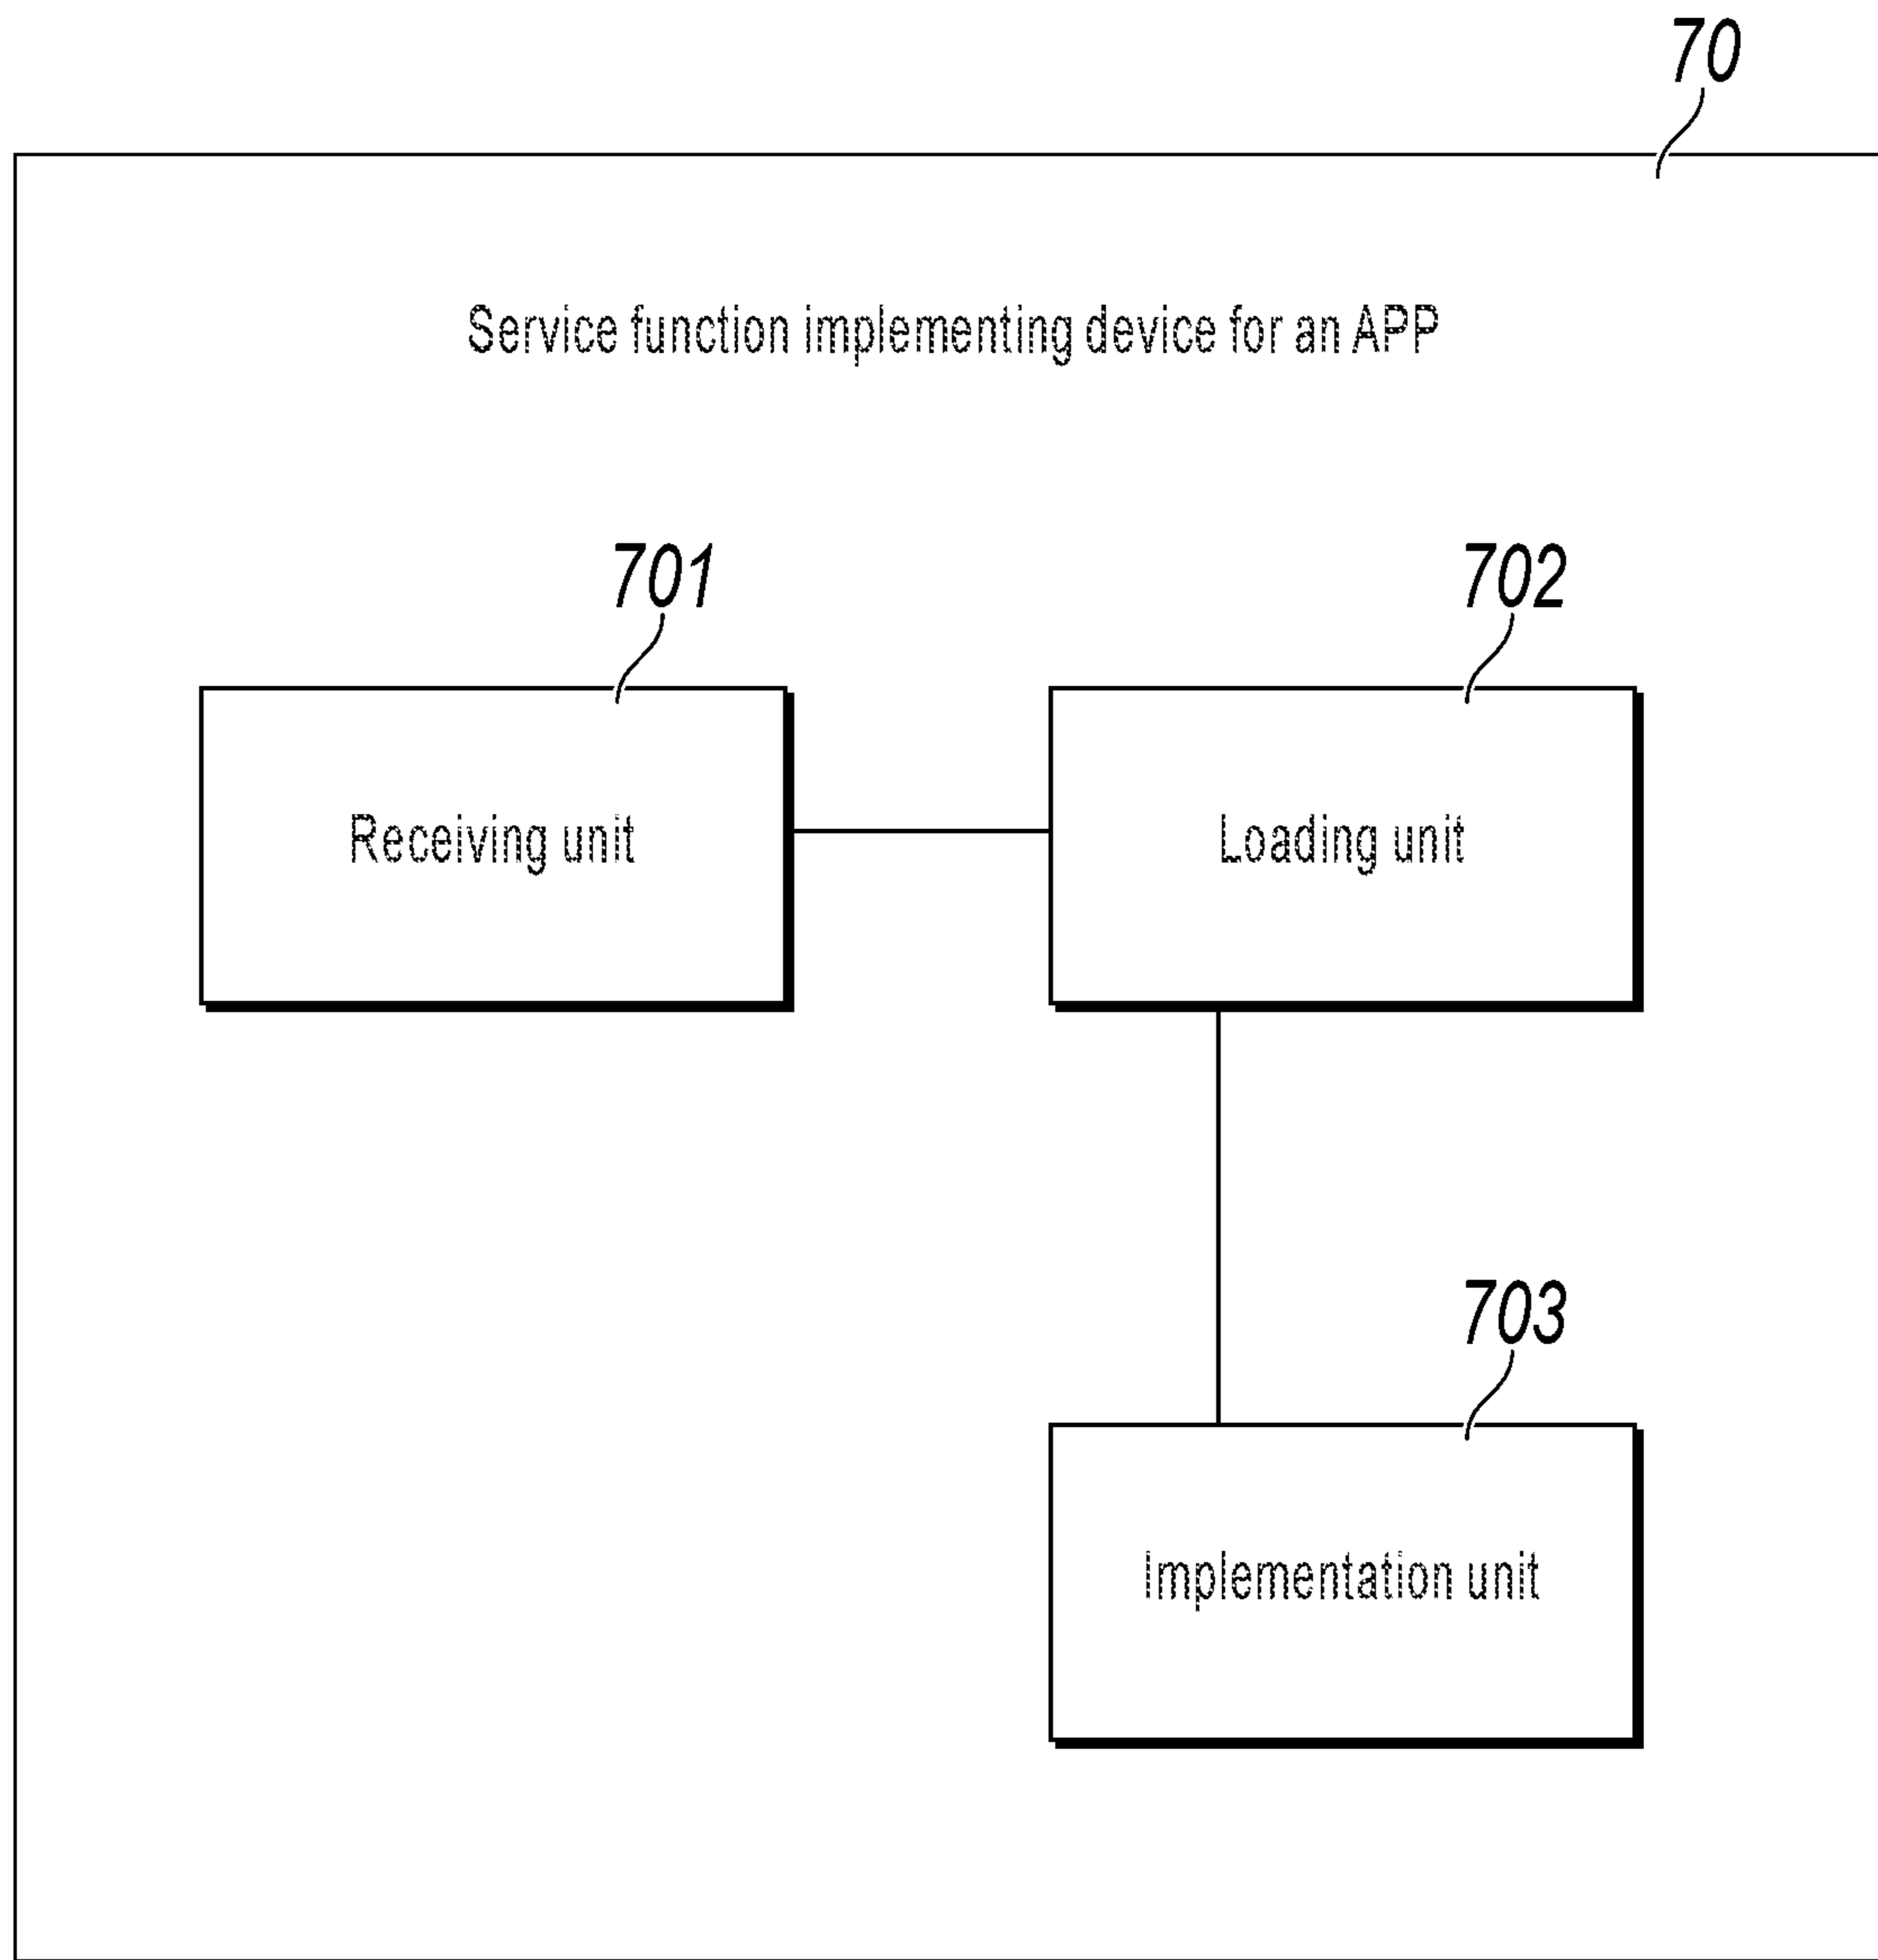 70
Service function implementing device for an APP
701
702
Receiving unit
Loading unit
703
Implementation unit